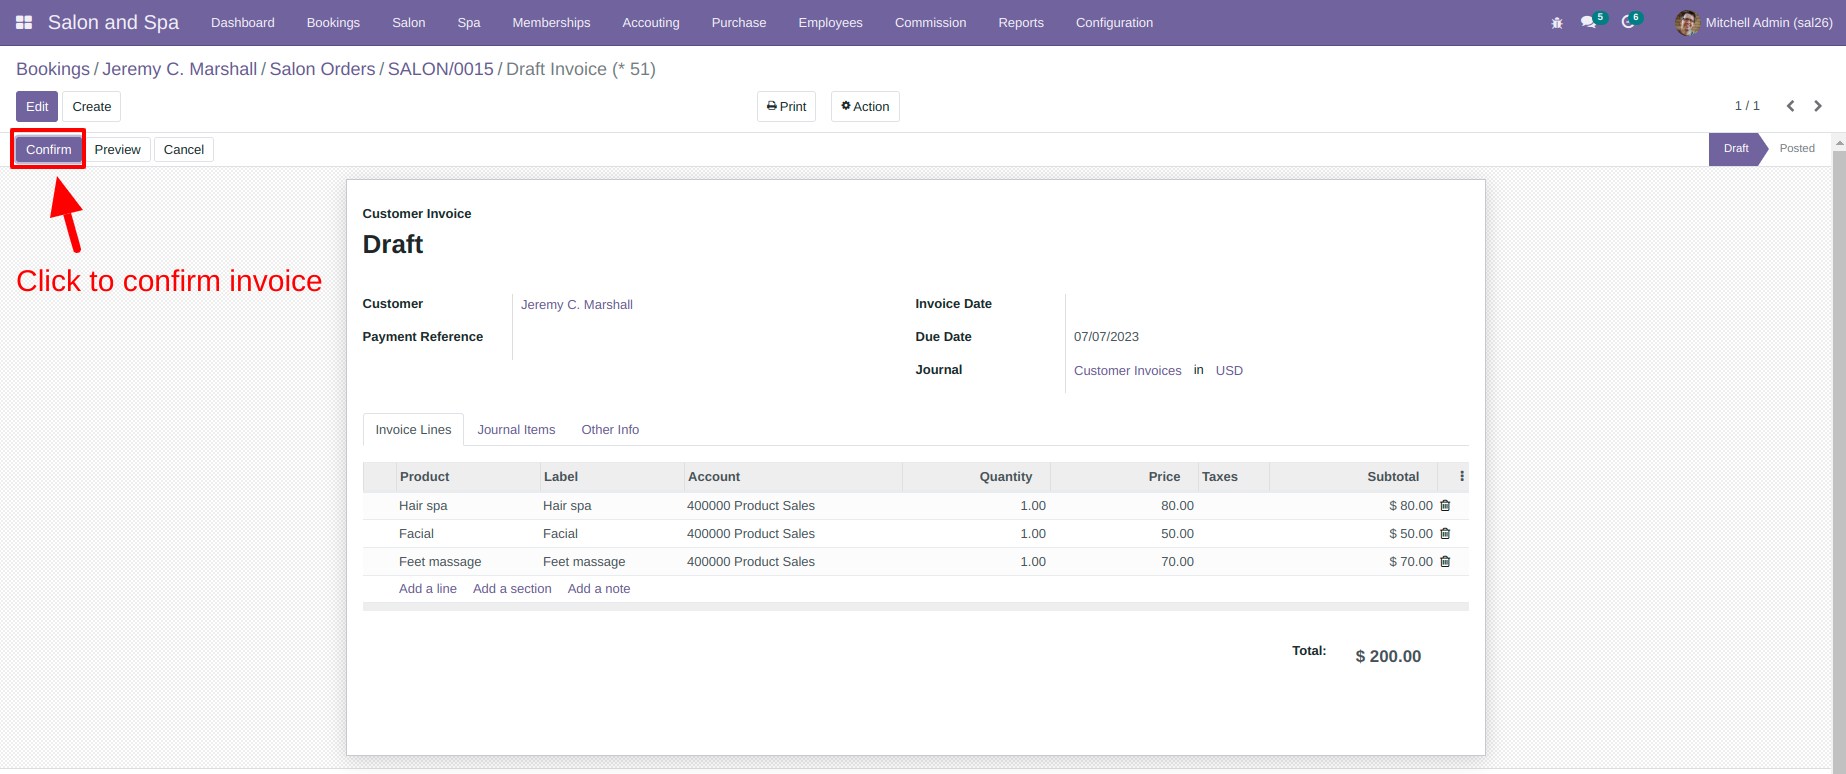 Salon and Spa Dashboard Bookings Salon Spa Memberships Accouting Purchase Employees Commission Reports Configuration 5 6 Mitchell Admin (sal26)
Bookings / Jeremy C. Marshall / Salon Orders / SALON/0015 / Draft Invoice (* 51)
Edit Create Print Action 1 / 1
Confirm Preview Cancel Draft Posted
Customer Invoice
Draft
Click to confirm invoice
Customer Jeremy C. Marshall Invoice Date
Payment Reference Due Date 07/07/2023
Journal Customer Invoices in USD
Invoice Lines Journal Items Other Info
Product Label Account Quantity Price Taxes Subtotal
Hair spa Hair spa 400000 Product Sales 1.00 80.00 $ 80.00
Facial Facial 400000 Product Sales 1.00 50.00 $ 50.00
Feet massage Feet massage 400000 Product Sales 1.00 70.00 $ 70.00
Add a line Add a section Add a note
Total: $ 200.00